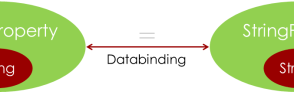 roperty
=
StringP
Databinding
ng
Str